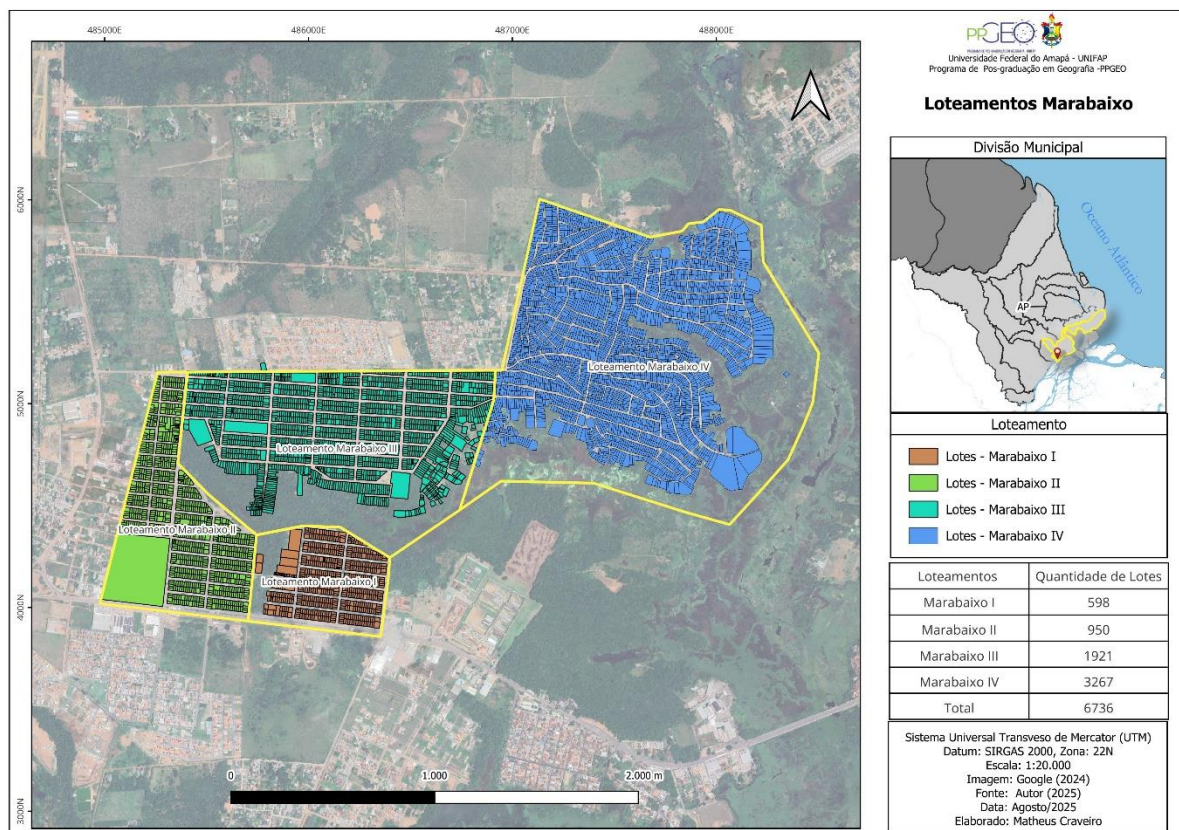 485000E
486000E
487000E
488000E
6000N
5000N
4000N
3000N
Loteamento Marabaixo IV
Loteamento Marabaixo III
Loteamento Marabaixo II
Loteamento Marabaixo I
0
1.000
2.000 m
PPGEO
Universidade Federal do Amapá - UNIFAP
Programa de Pos-graduação em Geografia -PPGEO
Loteamentos Marabaixo
Divisão Municipal
Oceano Atlântico
AP
Loteamento
Lotes - Marabaixo I
Lotes - Marabaixo II
Lotes - Marabaixo III
Lotes - Marabaixo IV
Loteamentos Quantidade de Lotes
Marabaixo I 598
Marabaixo II 950
Marabaixo III 1921
Marabaixo IV 3267
Total 6736
Sistema Universal Transveso de Mercator (UTM)
Datum: SIRGAS 2000, Zona: 22N
Escala: 1:20.000
Imagem: Google (2024)
Fonte: Autor (2025)
Data: Agosto/2025
Elaborado: Matheus Craveiro